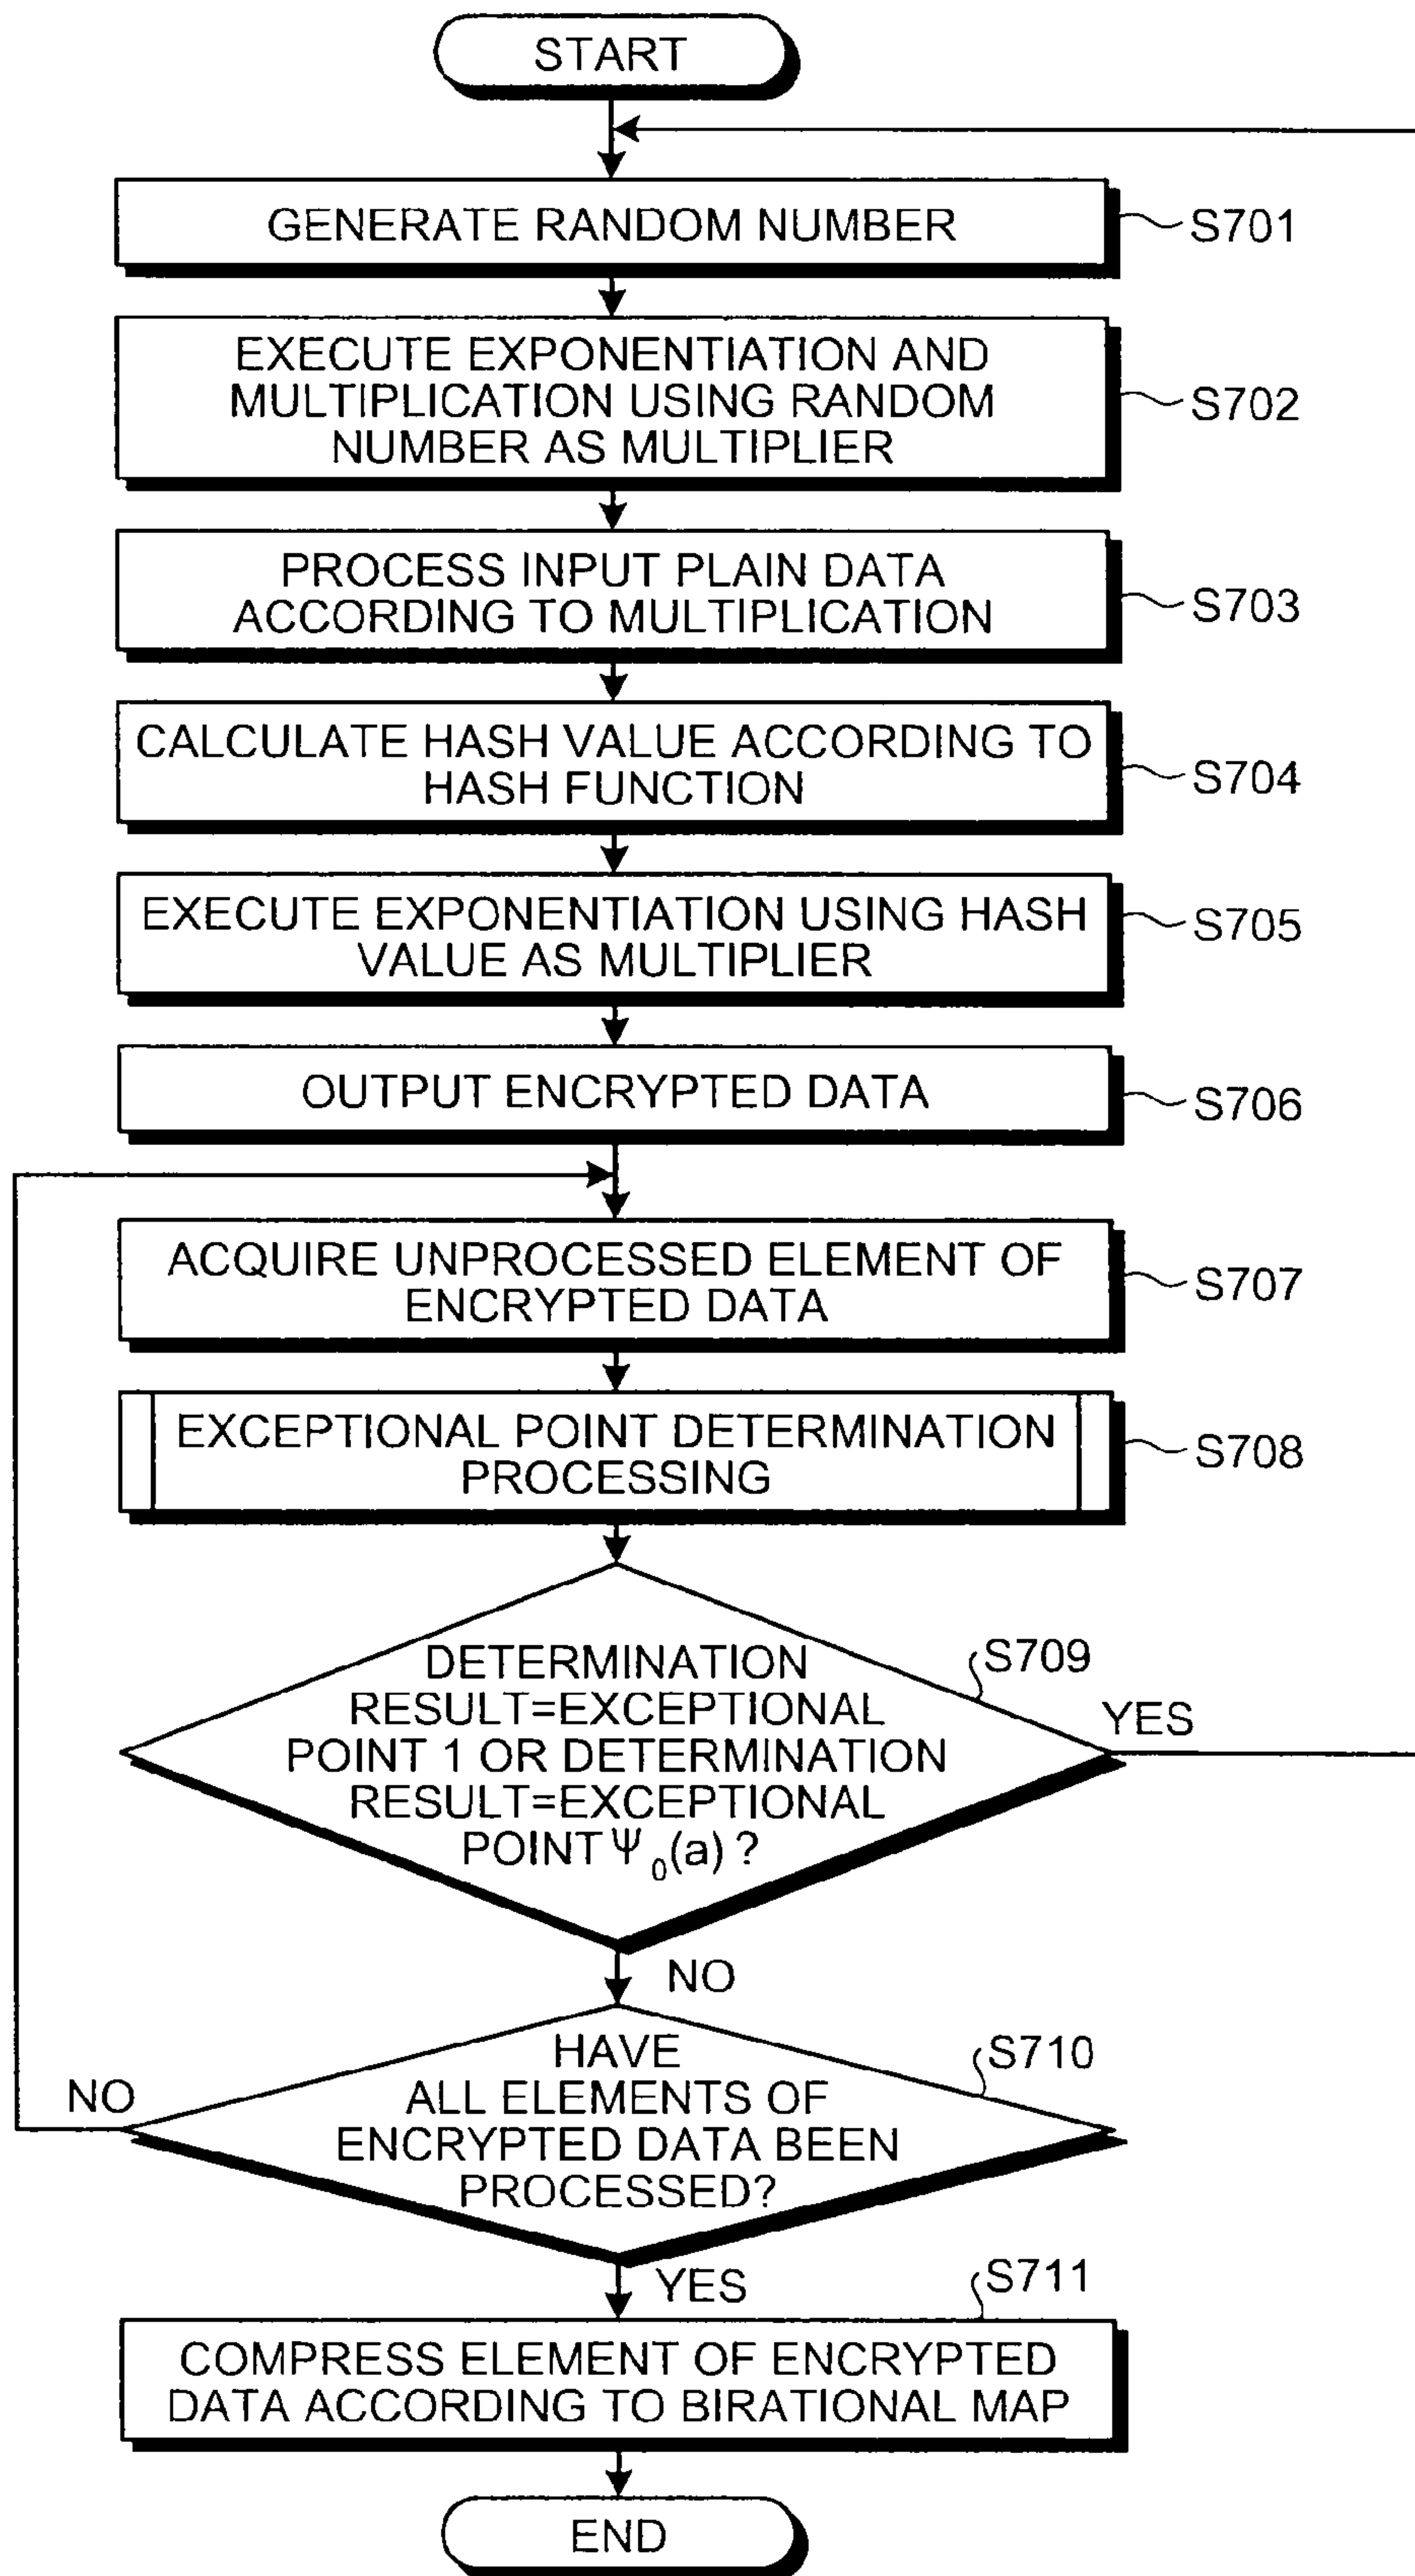 START
GENERATE RANDOM NUMBER
S701
EXECUTE EXPONENTIATION AND
MULTIPLICATION USING RANDOM
NUMBER AS MULTIPLIER
S702
PROCESS INPUT PLAIN DATA
ACCORDING TO MULTIPLICATION
S703
CALCULATE HASH VALUE ACCORDING TO
HASH FUNCTION
S704
EXECUTE EXPONENTIATION USING HASH
VALUE AS MULTIPLIER
S705
OUTPUT ENCRYPTED DATA
S706
ACQUIRE UNPROCESSED ELEMENT OF
ENCRYPTED DATA
S707
EXCEPTIONAL POINT DETERMINATION
PROCESSING
S708
DETERMINATION
RESULT=EXCEPTIONAL
POINT 1 OR DETERMINATION
RESULT=EXCEPTIONAL
POINT Ψ₀(a) ?
S709
YES
NO
HAVE
ALL ELEMENTS OF
ENCRYPTED DATA BEEN
PROCESSED?
S710
NO
YES
S711
COMPRESS ELEMENT OF ENCRYPTED
DATA ACCORDING TO BIRATIONAL MAP
END